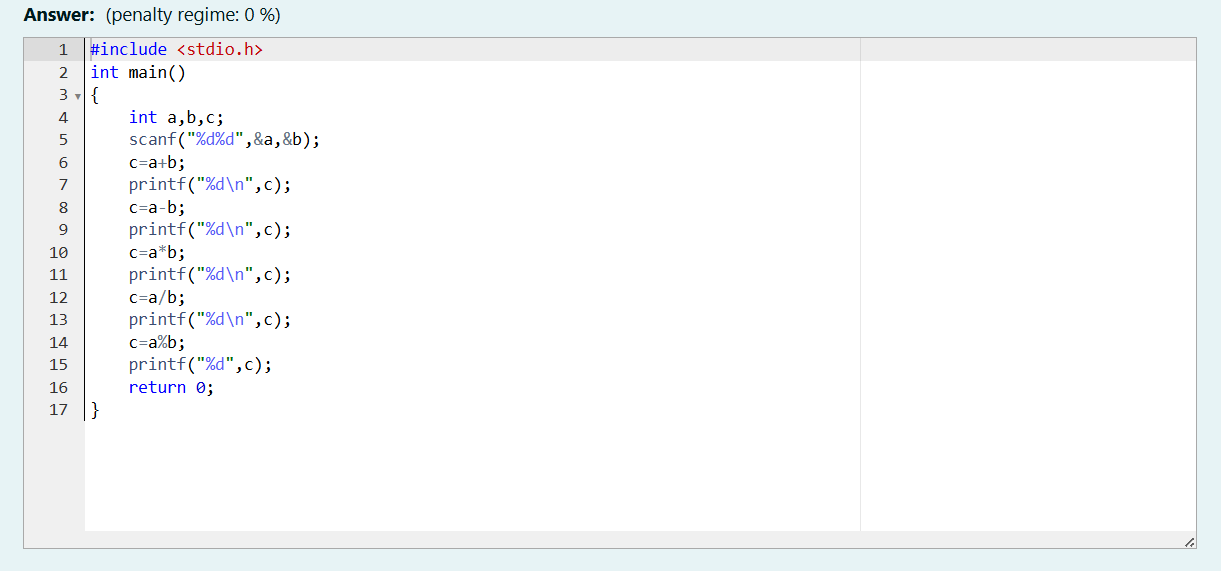 Answer: (penalty regime: 0 %)
1 #include <stdio.h>
2 int main()
3 {
4     int a,b,c;
5     scanf("%d%d",&a,&b);
6     c=a+b;
7     printf("%d\n",c);
8     c=a-b;
9     printf("%d\n",c);
10     c=a*b;
11     printf("%d\n",c);
12     c=a/b;
13     printf("%d\n",c);
14     c=a%b;
15     printf("%d",c);
16     return 0;
17 }